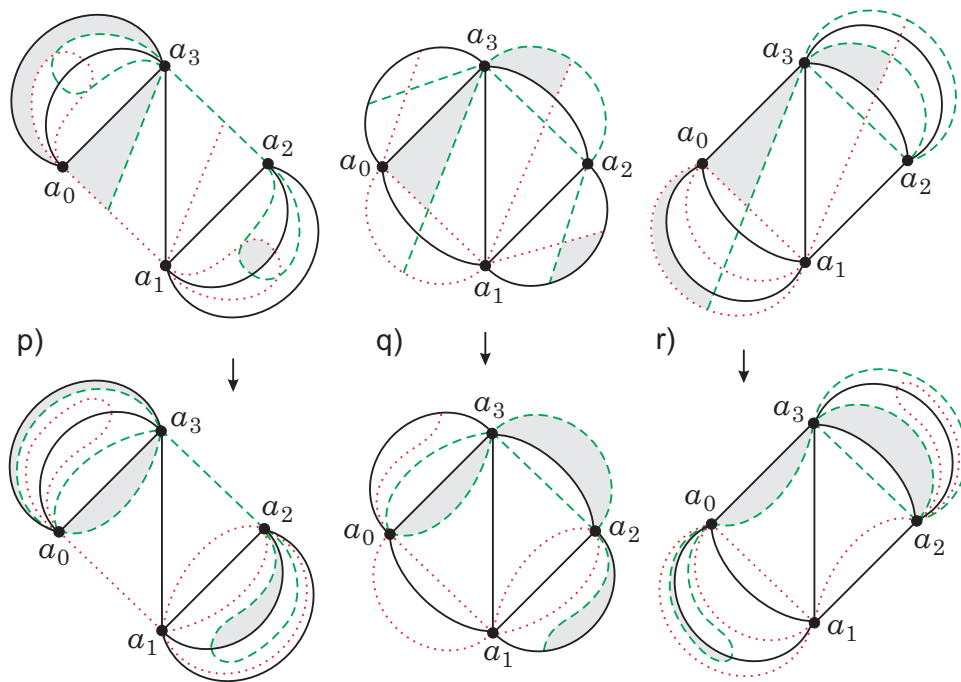 a₃ a₂ a₀ a₁
a₃ a₂ a₀ a₁
a₃ a₀ a₂ a₁
p) q) r)
a₃ a₂ a₀ a₁
a₃ a₂ a₀ a₁
a₃ a₀ a₂ a₁